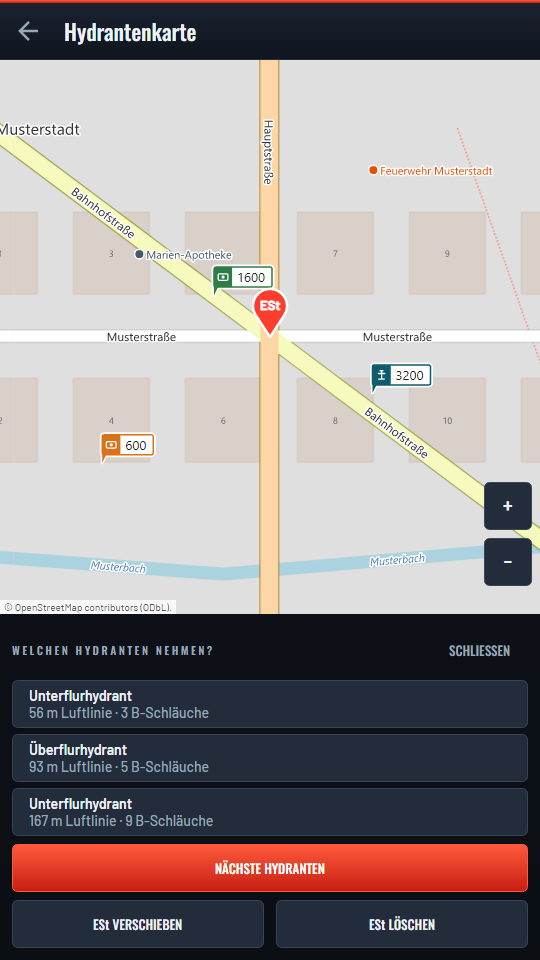 Hydrantenkarte
Musterstadt
Hauptstraße
Feuerwehr Musterstadt
Bahnhofstraße
1
3
Marien-Apotheke
7
9
1600
ESt
Musterstraße
Musterstraße
3200
2
4
6
8
10
Bahnhofstraße
600
+
Musterbach
Musterbach
−
© OpenStreetMap contributors (ODbL).
WELCHEN HYDRANTEN NEHMEN?
SCHLIESSEN
Unterflurhydrant
56 m Luftlinie · 3 B-Schläuche
Überflurhydrant
93 m Luftlinie · 5 B-Schläuche
Unterflurhydrant
167 m Luftlinie · 9 B-Schläuche
NÄCHSTE HYDRANTEN
ESt VERSCHIEBEN
ESt LÖSCHEN